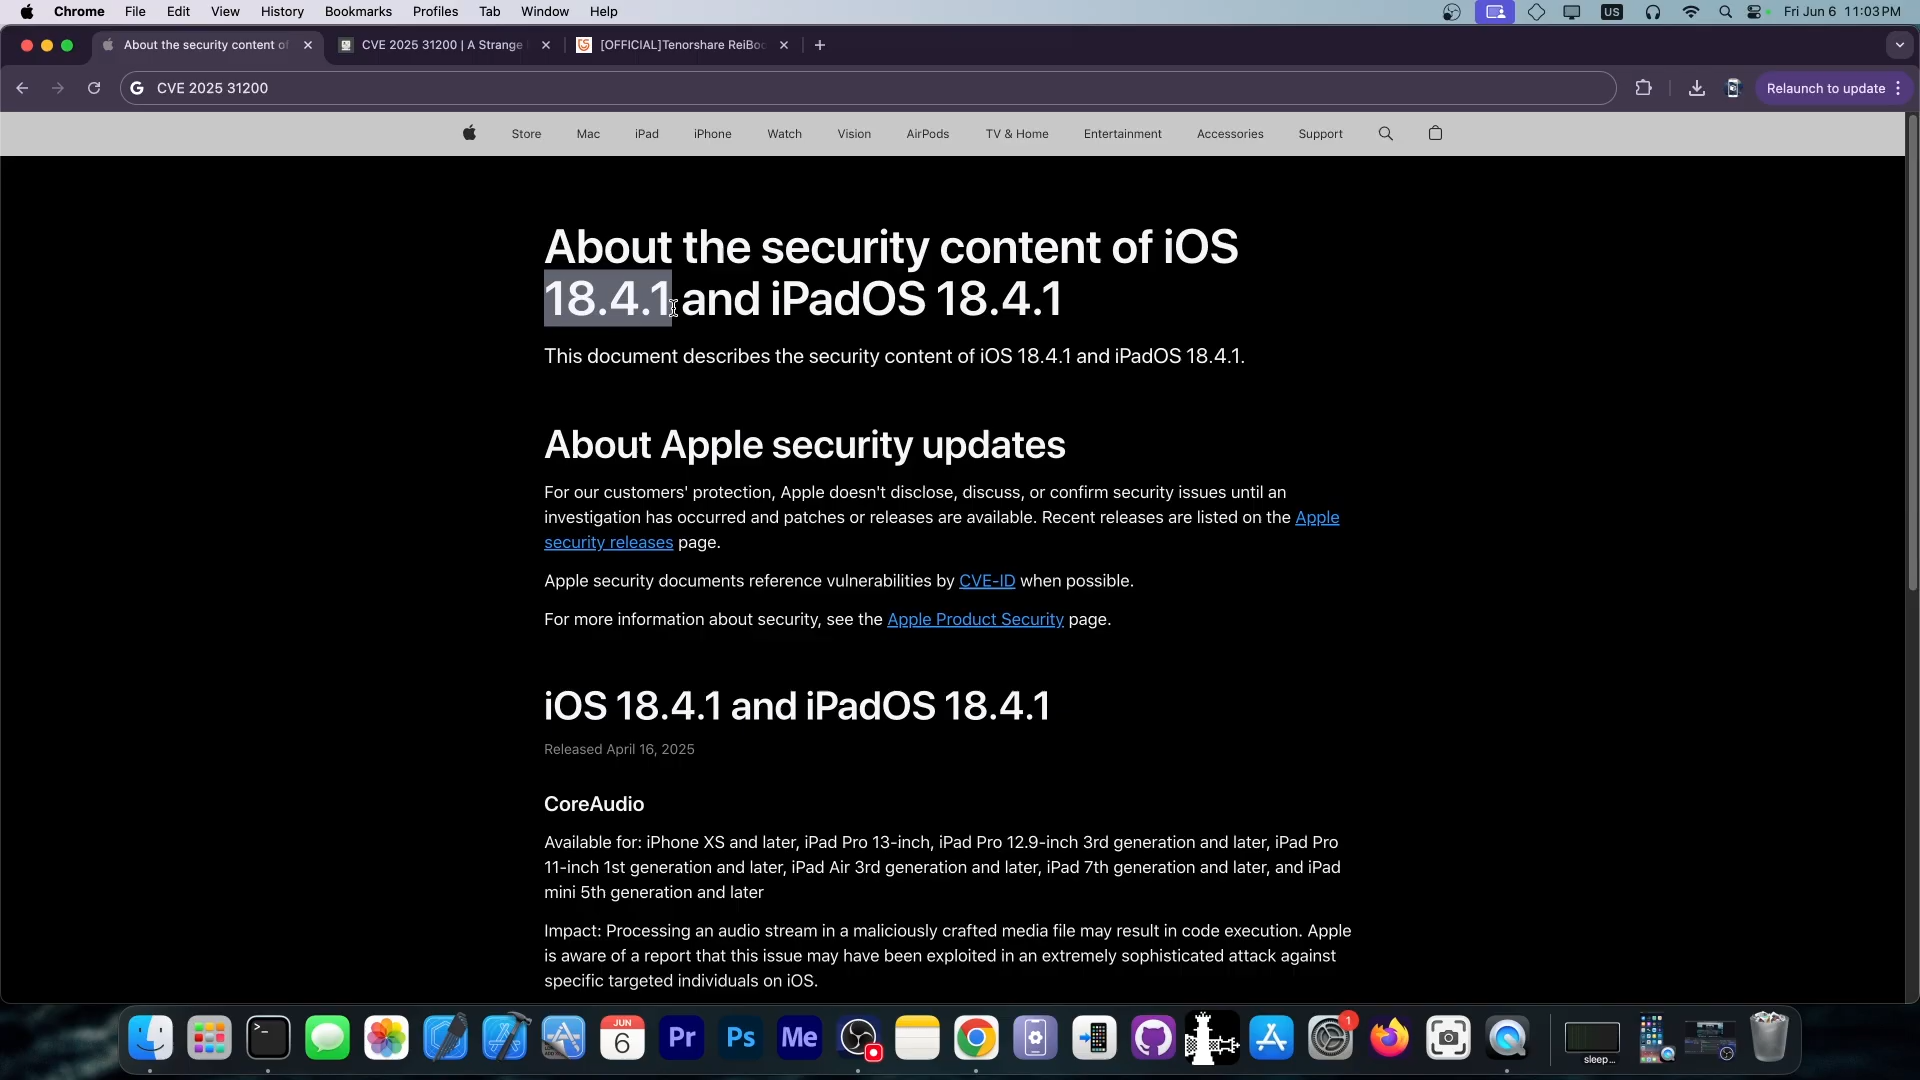 Chrome File Edit View History Bookmarks Profiles Tab Window Help US Fri Jun 6 11:03 PM
About the security content of CVE 2025 31200 | A Strange [OFFICIAL]Tenorshare ReiBoo
CVE 2025 31200 Relaunch to update
Store Mac iPad iPhone Watch Vision AirPods TV & Home Entertainment Accessories Support
About the security content of iOS
18.4.1 and iPadOS 18.4.1
This document describes the security content of iOS 18.4.1 and iPadOS 18.4.1.
About Apple security updates
For our customers' protection, Apple doesn't disclose, discuss, or confirm security issues until an
investigation has occurred and patches or releases are available. Recent releases are listed on the Apple
security releases page.
Apple security documents reference vulnerabilities by CVE-ID when possible.
For more information about security, see the Apple Product Security page.
iOS 18.4.1 and iPadOS 18.4.1
Released April 16, 2025
CoreAudio
Available for: iPhone XS and later, iPad Pro 13-inch, iPad Pro 12.9-inch 3rd generation and later, iPad Pro
11-inch 1st generation and later, iPad Air 3rd generation and later, iPad 7th generation and later, and iPad
mini 5th generation and later
Impact: Processing an audio stream in a maliciously crafted media file may result in code execution. Apple
is aware of a report that this issue may have been exploited in an extremely sophisticated attack against
specific targeted individuals on iOS.
JUN
6
Pr Ps Me
1
sleep...